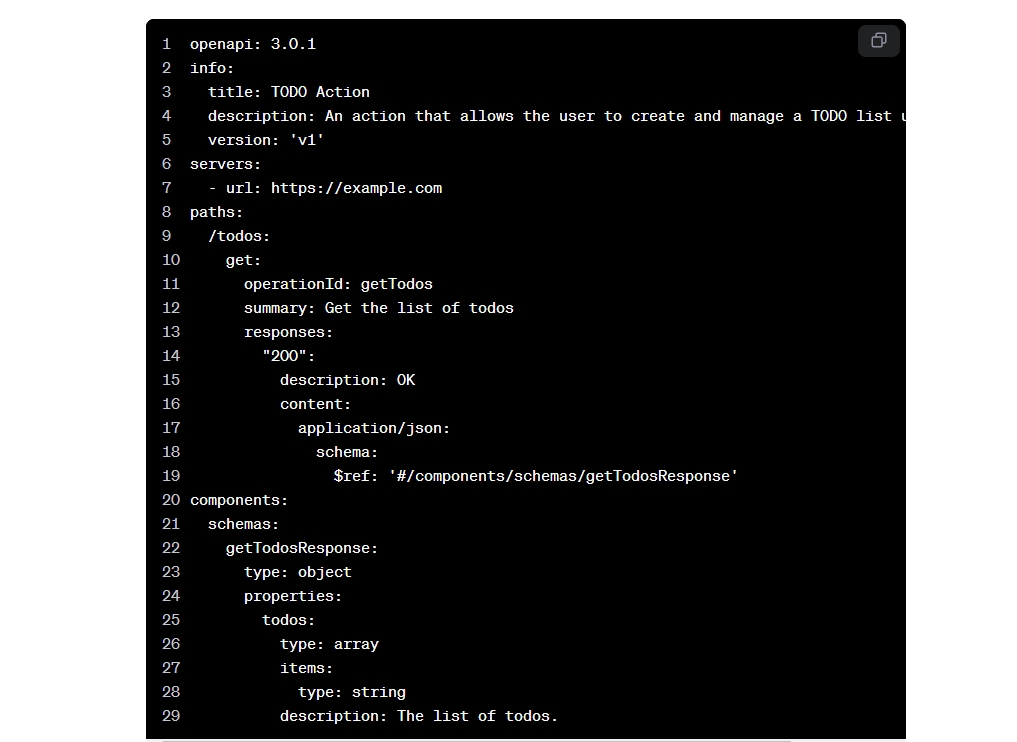 1 openapi: 3.0.1
2 info:
3   title: TODO Action
4   description: An action that allows the user to create and manage a TODO list
5   version: 'v1'
6 servers:
7   - url: https://example.com
8 paths:
9   /todos:
10     get:
11       operationId: getTodos
12       summary: Get the list of todos
13       responses:
14         "200":
15           description: OK
16           content:
17             application/json:
18               schema:
19                 $ref: '#/components/schemas/getTodosResponse'
20 components:
21   schemas:
22     getTodosResponse:
23       type: object
24       properties:
25         todos:
26           type: array
27           items:
28             type: string
29           description: The list of todos.